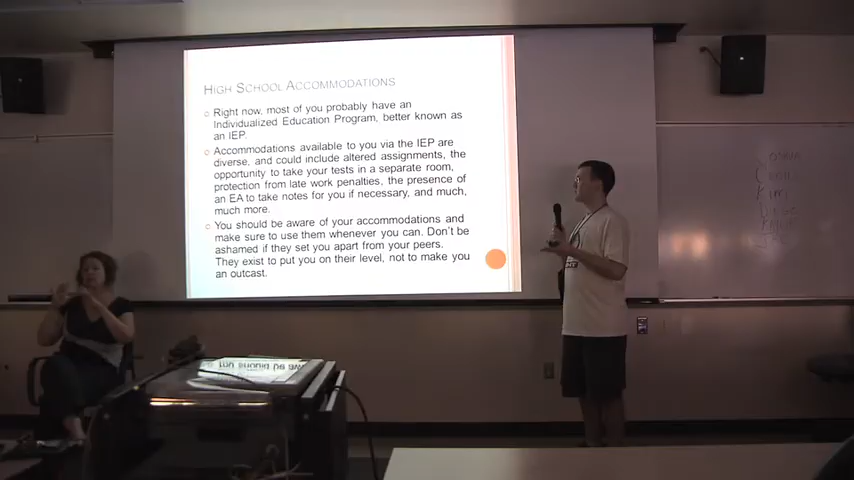 HIGH SCHOOL ACCOMMODATIONS
Right now, most of you probably have an
Individualized Education Program, better known as
an IEP.
Accommodations available to you via the IEP are
diverse, and could include altered assignments, the
opportunity to take your tests in a separate room,
protection from late work penalties, the presence of
an EA to take notes for you if necessary, and much,
much more.
You should be aware of your accommodations and
make sure to use them whenever you can. Don't be
ashamed if they set you apart from your peers.
They exist to put you on their level, not to make you
an outcast.